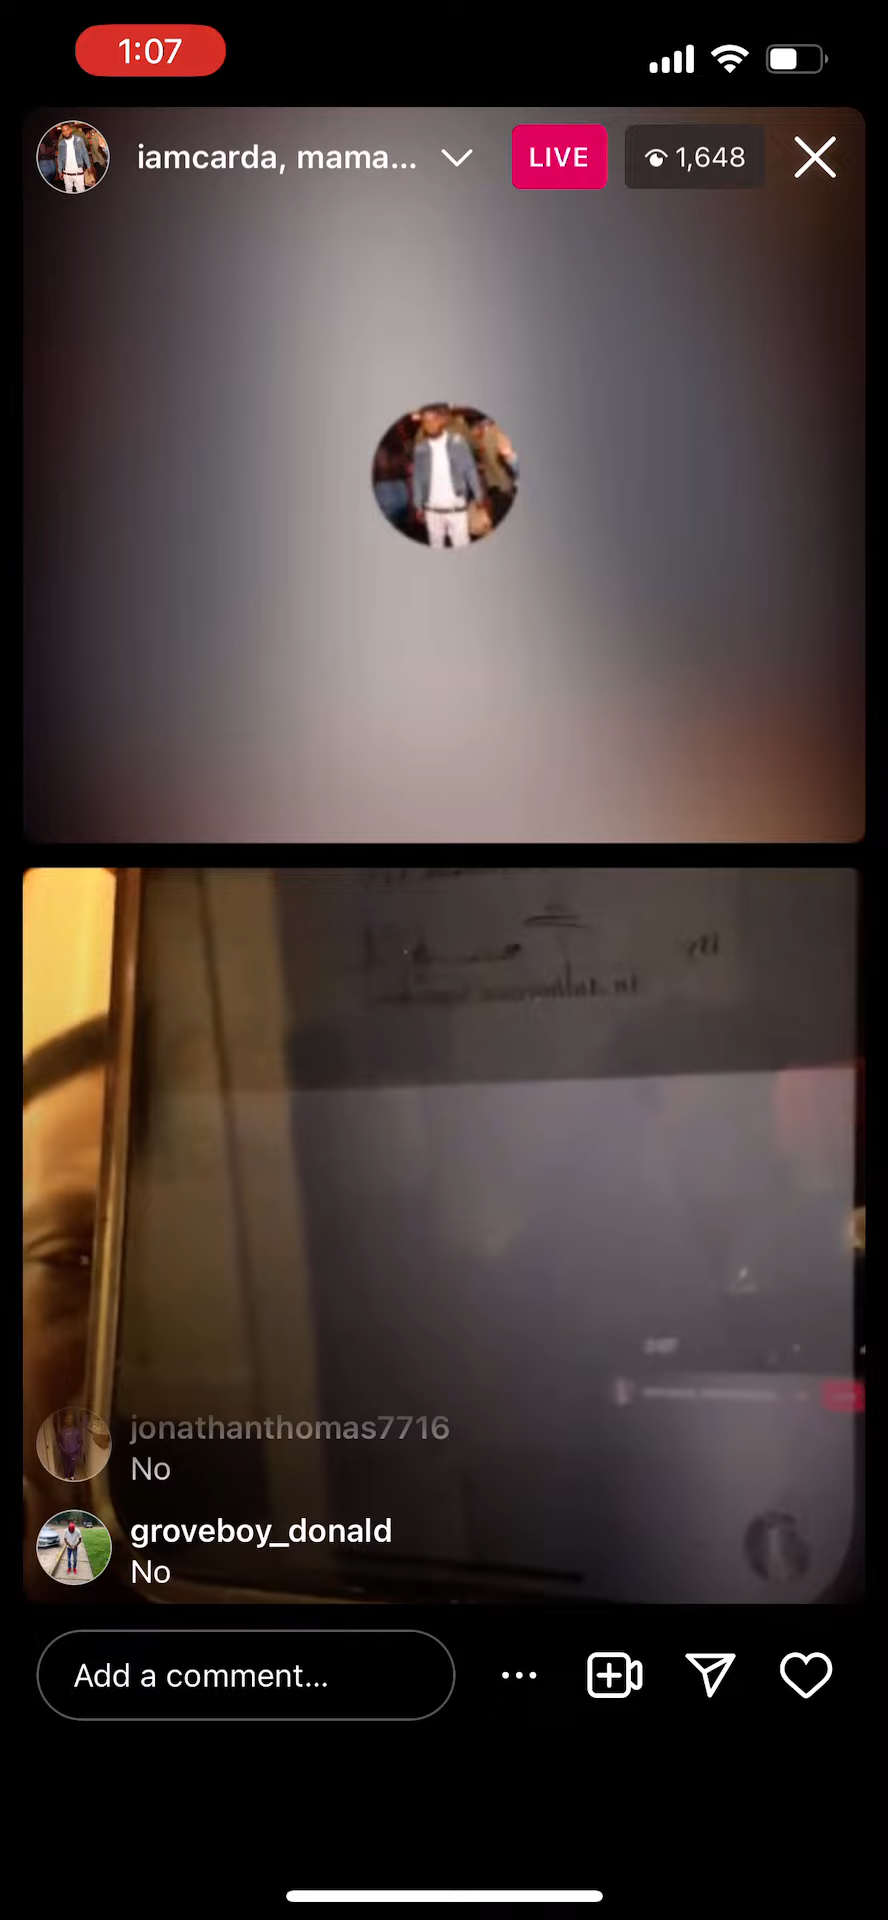 1:07
iamcarda, mama...
LIVE
1,648
jonathanthomas7716
No
groveboy_donald
No
Add a comment...